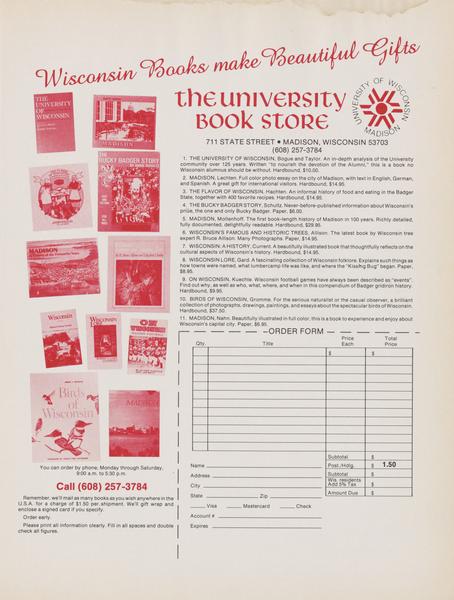 Wisconsin Books make Beautiful Gifts
the university
BOOK STORE
UNIVERSITY OF WISCONSIN
MADISON
711 STATE STREET • MADISON, WISCONSIN 53703
(608) 257-3784
1. THE UNIVERSITY OF WISCONSIN, Bogue and Taylor. An in-depth analysis of the University
community over 125 years. Written "to nourish the devotion of the Alumni," this is a book no
Wisconsin alumnus should be without. Hardbound, $10.00.
2. MADISON, Lechten. Full color photo essay on the city of Madison, with text in English, German,
and Spanish. A great gift for international visitors. Hardbound, $14.95.
3. THE FLAVOR OF WISCONSIN, Hachten. An informal history of food and eating in the Badger
State; together with 400 favorite recipes. Hardbound, $14.95.
4. THE BUCKY BADGER STORY, Schultz. Never-before-published information about Wisconsin's
pride, the one and only Bucky Badger. Paper, $6.00.
5. MADISON, Mollenhoff. The first book-length history of Madison in 100 years. Richly detailed,
fully documented, delightfully readable. Hardbound, $29.95.
6. WISCONSIN'S FAMOUS AND HISTORIC TREES, Allison. The latest book by Wisconsin tree
expert R. Bruce Allison. Many Photographs. Paper, $14.95.
7. WISCONSIN: A HISTORY, Current. A beautifully illustrated book that thoughtfully reflects on the
cultural aspects of Wisconsin's history. Hardbound, $14.95.
8. WISCONSIN LORE, Gard. A fascinating collection of Wisconsin folklore. Explains such things as
how towns were named, what lumbercamp life was like, and where the "Kissing Bug" began. Paper,
$8.95.
9. ON WISCONSIN, Kuechle. Wisconsin football games have always been described as "events".
Find out why, as well as who, what, where, and when in this compendium of Badger gridiron history.
Hardbound, $9.95.
10. BIRDS OF WISCONSIN, Gromme. For the serious naturalist or the casual observer, a brilliant
collection of photographs, drawings, paintings, and essays about the spectacular birds of Wisconsin.
Hardbound, $37.50.
11. MADISON, Nahn. Beautifully illustrated in full color, this is a book to experience and enjoy about
Wisconsin's capital city. Paper, $6.95.
THE
UNIVERSITY
OF
WISCONSIN
MADISON
THE BUCKY BADGER STORY
MADISON
Wisconsin
WISCONSIN
LORE
ON
WISCONSIN
Birds
of
Wisconsin
MADISON
You can order by phone, Monday through Saturday,
9:00 a.m. to 5:30 p.m.
Call (608) 257-3784
Remember, we'll mail as many books as you wish anywhere in the
U.S.A. for a charge of $1.50 per shipment. We'll gift wrap and
enclose a signed card if you specify.
Order early.
Please print all information clearly. Fill in all spaces and double
check all figures.
ORDER FORM
Qty. Title Price Each Total Price
$ $
Subtotal $
Post./Hdlg. $ 1.50
Subtotal $
Wis. residents
Add 5% Tax $
Amount Due $
Name
Address
City
State Zip
Visa Mastercard Check
Account #
Expires